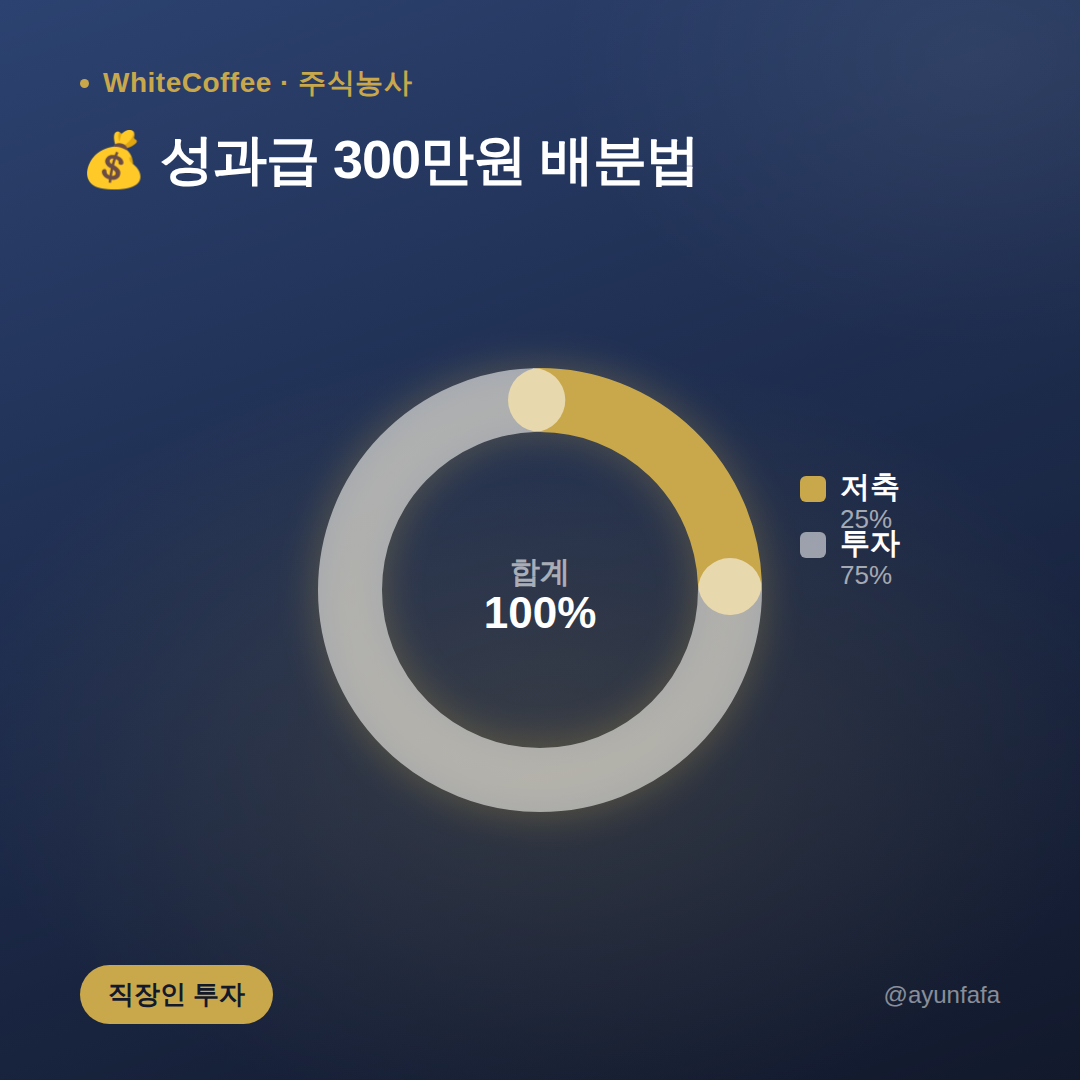 WhiteCoffee · 주식농사
💰 성과급 300만원 배분법
합계
100%
저축
25%
투자
75%
직장인 투자
@ayunfafa